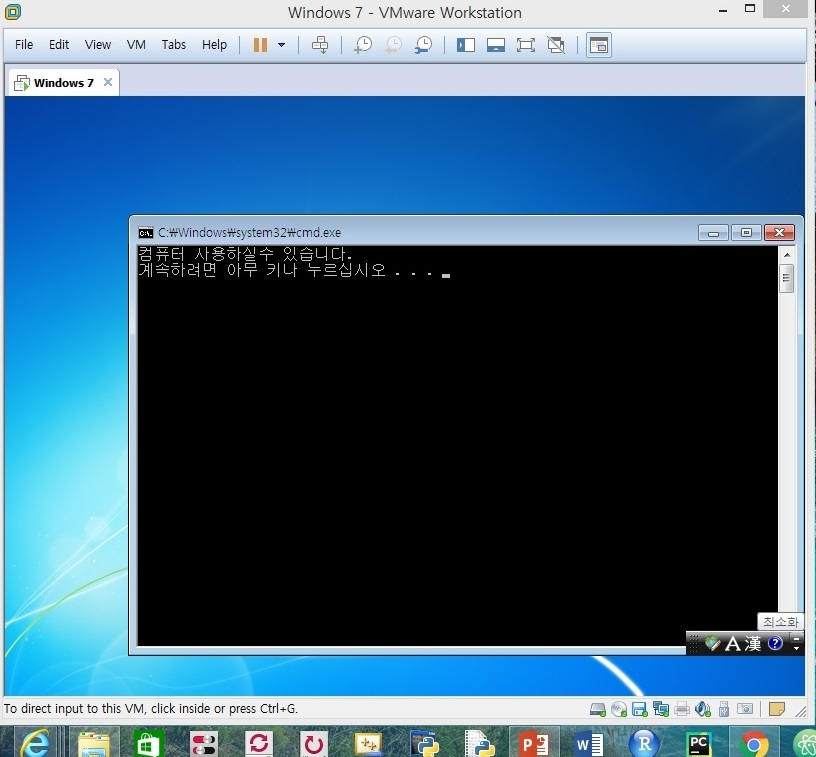 Windows 7 - VMware Workstation
File Edit View VM Tabs Help
Windows 7
C:\Windows\system32\cmd.exe
컴퓨터 사용하실수 있습니다.
계속하려면 아무 키나 누르십시오 . . .
최소화
A 漢 ?
To direct input to this VM, click inside or press Ctrl+G.
P W R PC